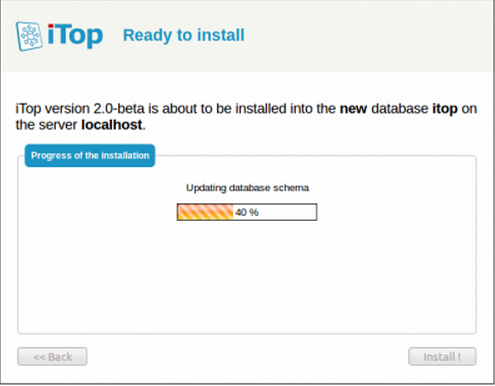 iTop Ready to install
iTop version 2.0-beta is about to be installed into the new database itop on
the server localhost.
Progress of the installation
Updating database schema
40 %
<< Back Install !